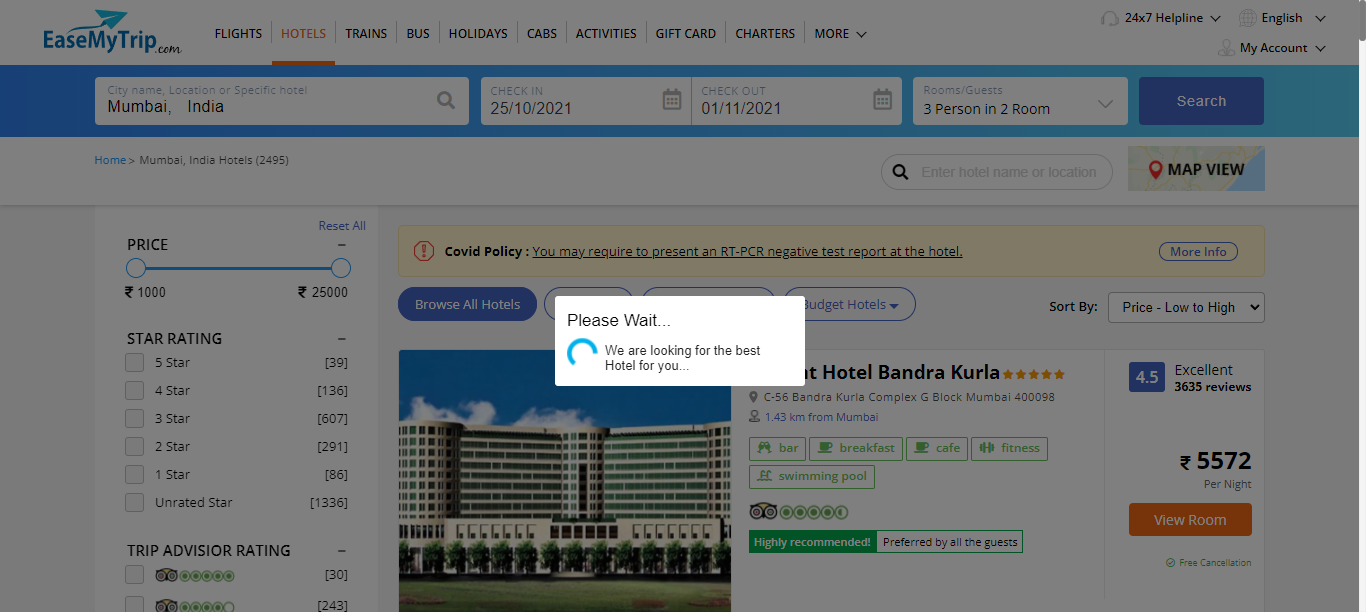 EaseMyTrip.com
FLIGHTS HOTELS TRAINS BUS HOLIDAYS CABS ACTIVITIES GIFT CARD CHARTERS MORE
24x7 Helpline
English
My Account
City name, Location or Specific hotel
Mumbai, India
CHECK IN
25/10/2021
CHECK OUT
01/11/2021
Rooms/Guests
3 Person in 2 Room
Search
Home > Mumbai, India Hotels (2495)
Enter hotel name or location
MAP VIEW
Reset All
PRICE –
₹ 1000 ₹ 25000
STAR RATING –
5 Star [39]
4 Star [136]
3 Star [607]
2 Star [291]
1 Star [86]
Unrated Star [1336]
TRIP ADVISIOR RATING –
[30]
[243]
Covid Policy : You may require to present an RT-PCR negative test report at the hotel.
More Info
Browse All Hotels
Budget Hotels
Sort By: Price - Low to High
Please Wait...
We are looking for the best
Hotel for you...
Hotel Bandra Kurla
C-56 Bandra Kurla Complex G Block Mumbai 400098
1.43 km from Mumbai
bar breakfast cafe fitness
swimming pool
Highly recommended! Preferred by all the guests
4.5
Excellent
3635 reviews
₹ 5572
Per Night
View Room
Free Cancellation